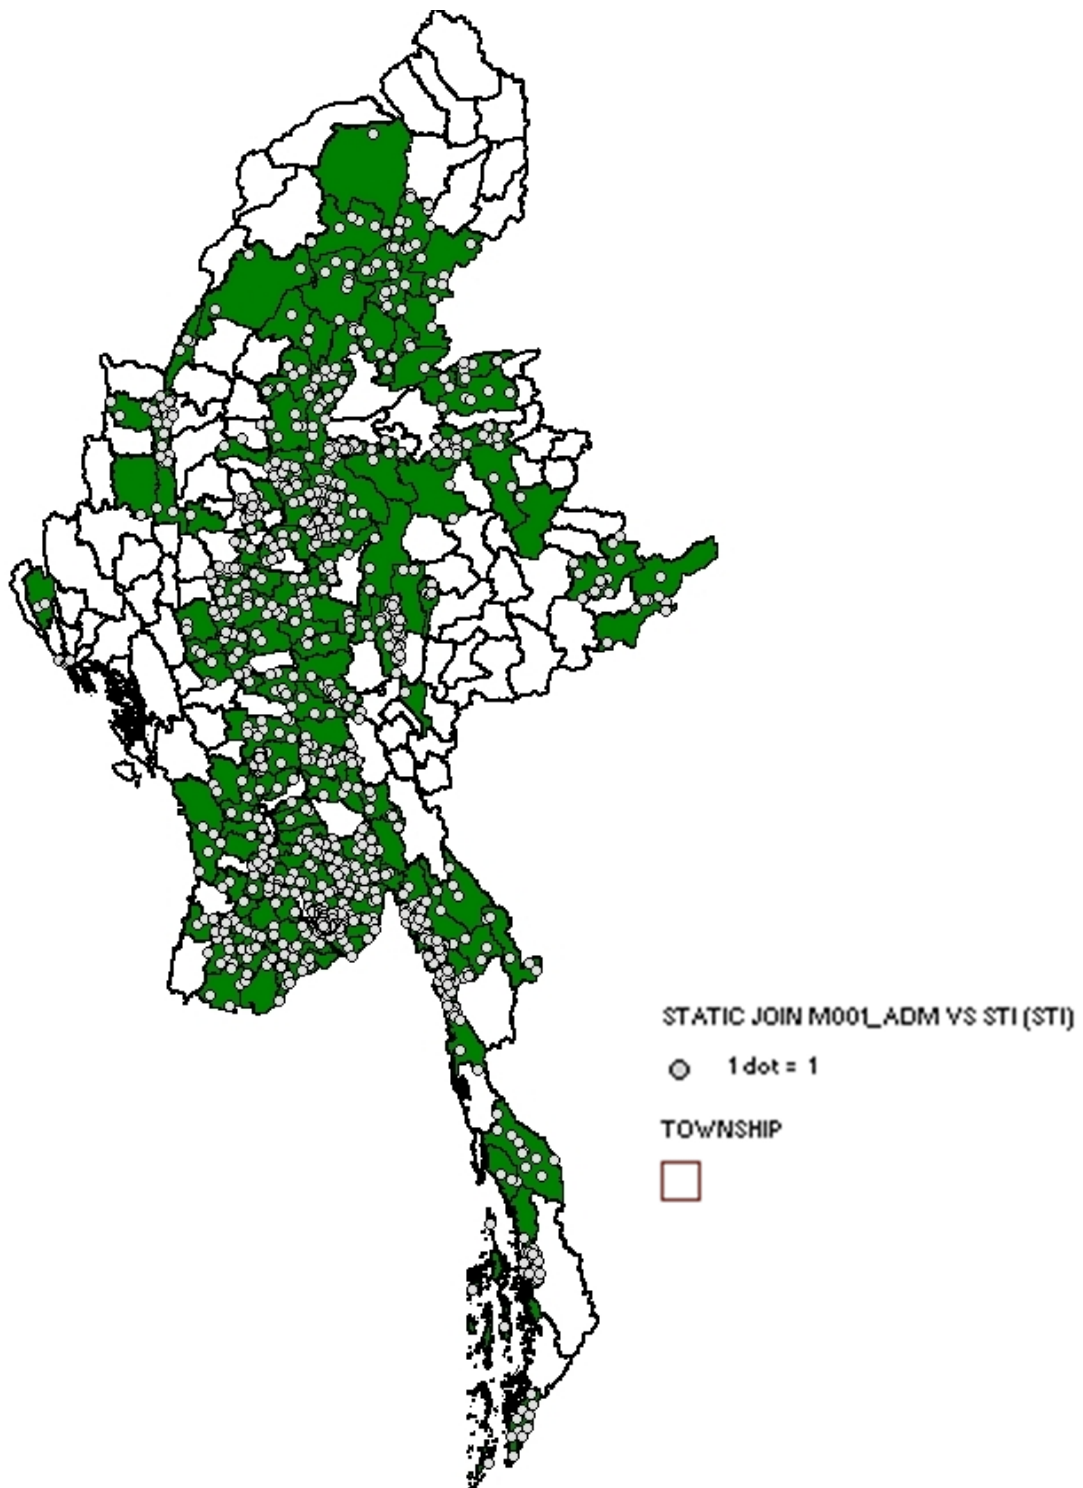 STATIC JOIN M001_ADM VS STI (STI)
1 dot = 1
TOWNSHIP